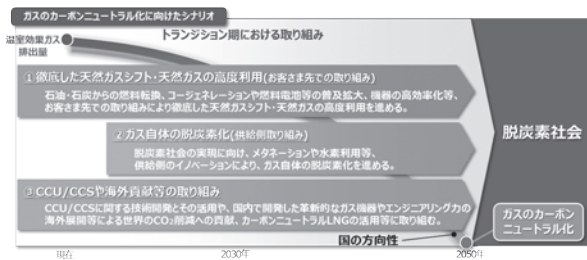 ガスのカーボンニュートラル化に向けたシナリオ
温室効果ガス
排出量
トランジション期における取り組み
①徹底した天然ガスシフト・天然ガスの高度利用(お客さま先での取り組み)
石油・石炭からの燃料転換、コージェネレーションや燃料電池等の普及拡大、機器の高効率化等、
お客さま先での取り組みにより徹底した天然ガスシフト・天然ガスの高度利用を進める。
②ガス自体の脱炭素化(供給側取り組み)
脱炭素社会の実現に向け、メタネーションや水素利用等、
供給側のイノベーションにより、ガス自体の脱炭素化を進める。
③CCU/CCSや海外貢献等の取り組み
CCU/CCSに関する技術開発とその活用や、国内で開発した革新的なガス機器やエンジニアリング力の
海外展開等による世界のCO₂削減への貢献、カーボンニュートラルLNGの活用等に取り組む。
脱炭素社会
ガスのカーボン
ニュートラル化
国の方向性
現在
2030年
2050年